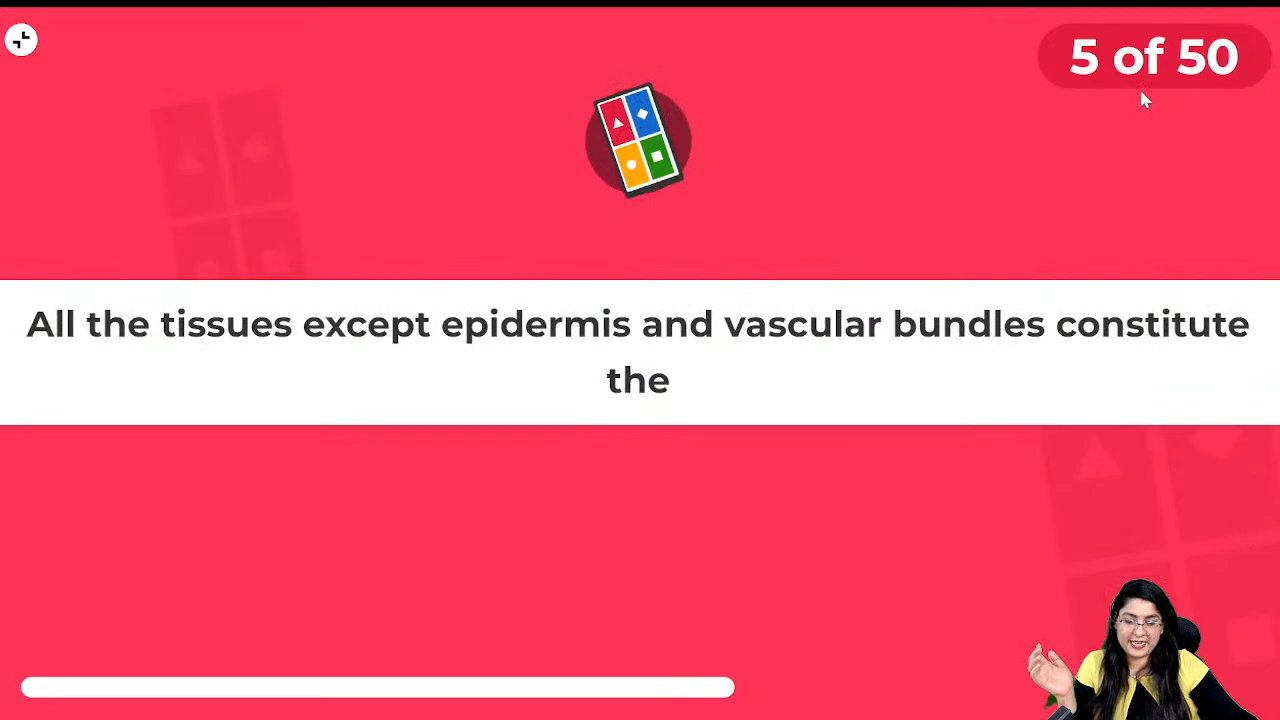 5 of 50
All the tissues except epidermis and vascular bundles constitute
the